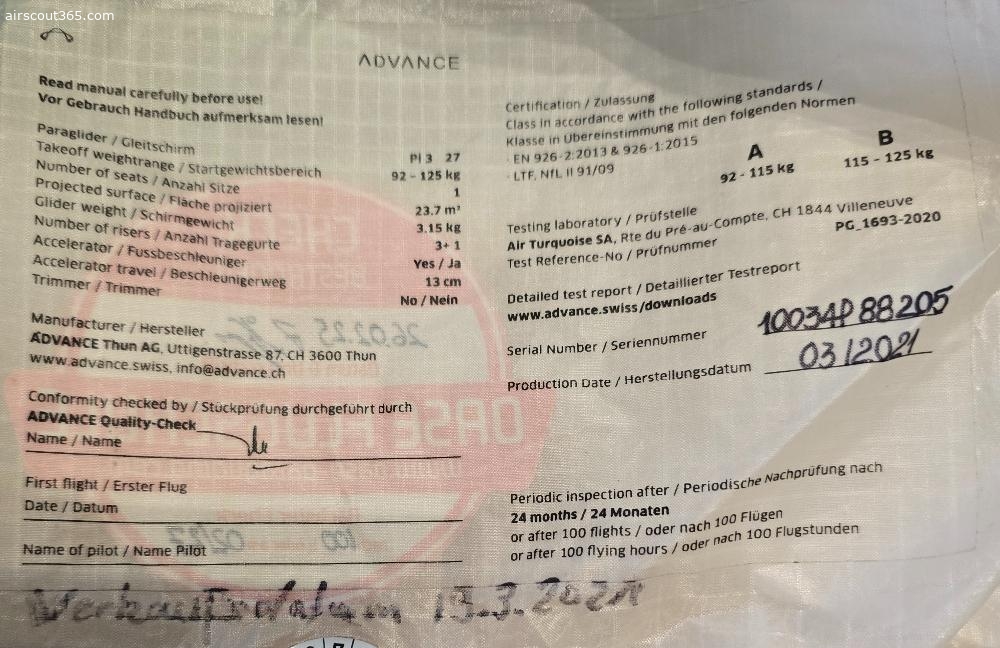 airscout365.com
ADVANCE
Read manual carefully before use!
Vor Gebrauch Handbuch aufmerksam lesen!
Paraglider / Gleitschirm PI 3 27
Takeoff weightrange / Startgewichtsbereich 92 - 125 kg
Number of seats / Anzahl Sitze 1
Projected surface / Fläche projiziert 23.7 m²
Glider weight / Schirmgewicht 3.15 kg
Number of risers / Anzahl Tragegurte 3+ 1
Accelerator / Fussbeschleuniger Yes / Ja
Accelerator travel / Beschleunigerweg 13 cm
Trimmer / Trimmer No / Nein
Manufacturer / Hersteller
ADVANCE Thun AG, Uttigenstrasse 87, CH 3600 Thun
www.advance.swiss, info@advance.ch
Conformity checked by / Stückprüfung durchgeführt durch
ADVANCE Quality-Check
Name / Name
First flight / Erster Flug
Date / Datum
Name of pilot / Name Pilot
Verkaufsdatum 13.3.2021
Certification / Zulassung
Class in accordance with the following standards /
Klasse in Übereinstimmung mit den folgenden Normen
- EN 926-2:2013 & 926-1:2015
- LTF, NfL II 91/09
A B
92 - 115 kg 115 - 125 kg
Testing laboratory / Prüfstelle
Air Turquoise SA, Rte du Pré-au-Compte, CH 1844 Villeneuve
Test Reference-No / Prüfnummer PG_1693-2020
Detailed test report / Detaillierter Testreport
www.advance.swiss/downloads
Serial Number / Seriennummer 10034P88205
Production Date / Herstellungsdatum 03/2021
Periodic inspection after / Periodische Nachprüfung nach
24 months / 24 Monaten
or after 100 flights / oder nach 100 Flügen
or after 100 flying hours / oder nach 100 Flugstunden